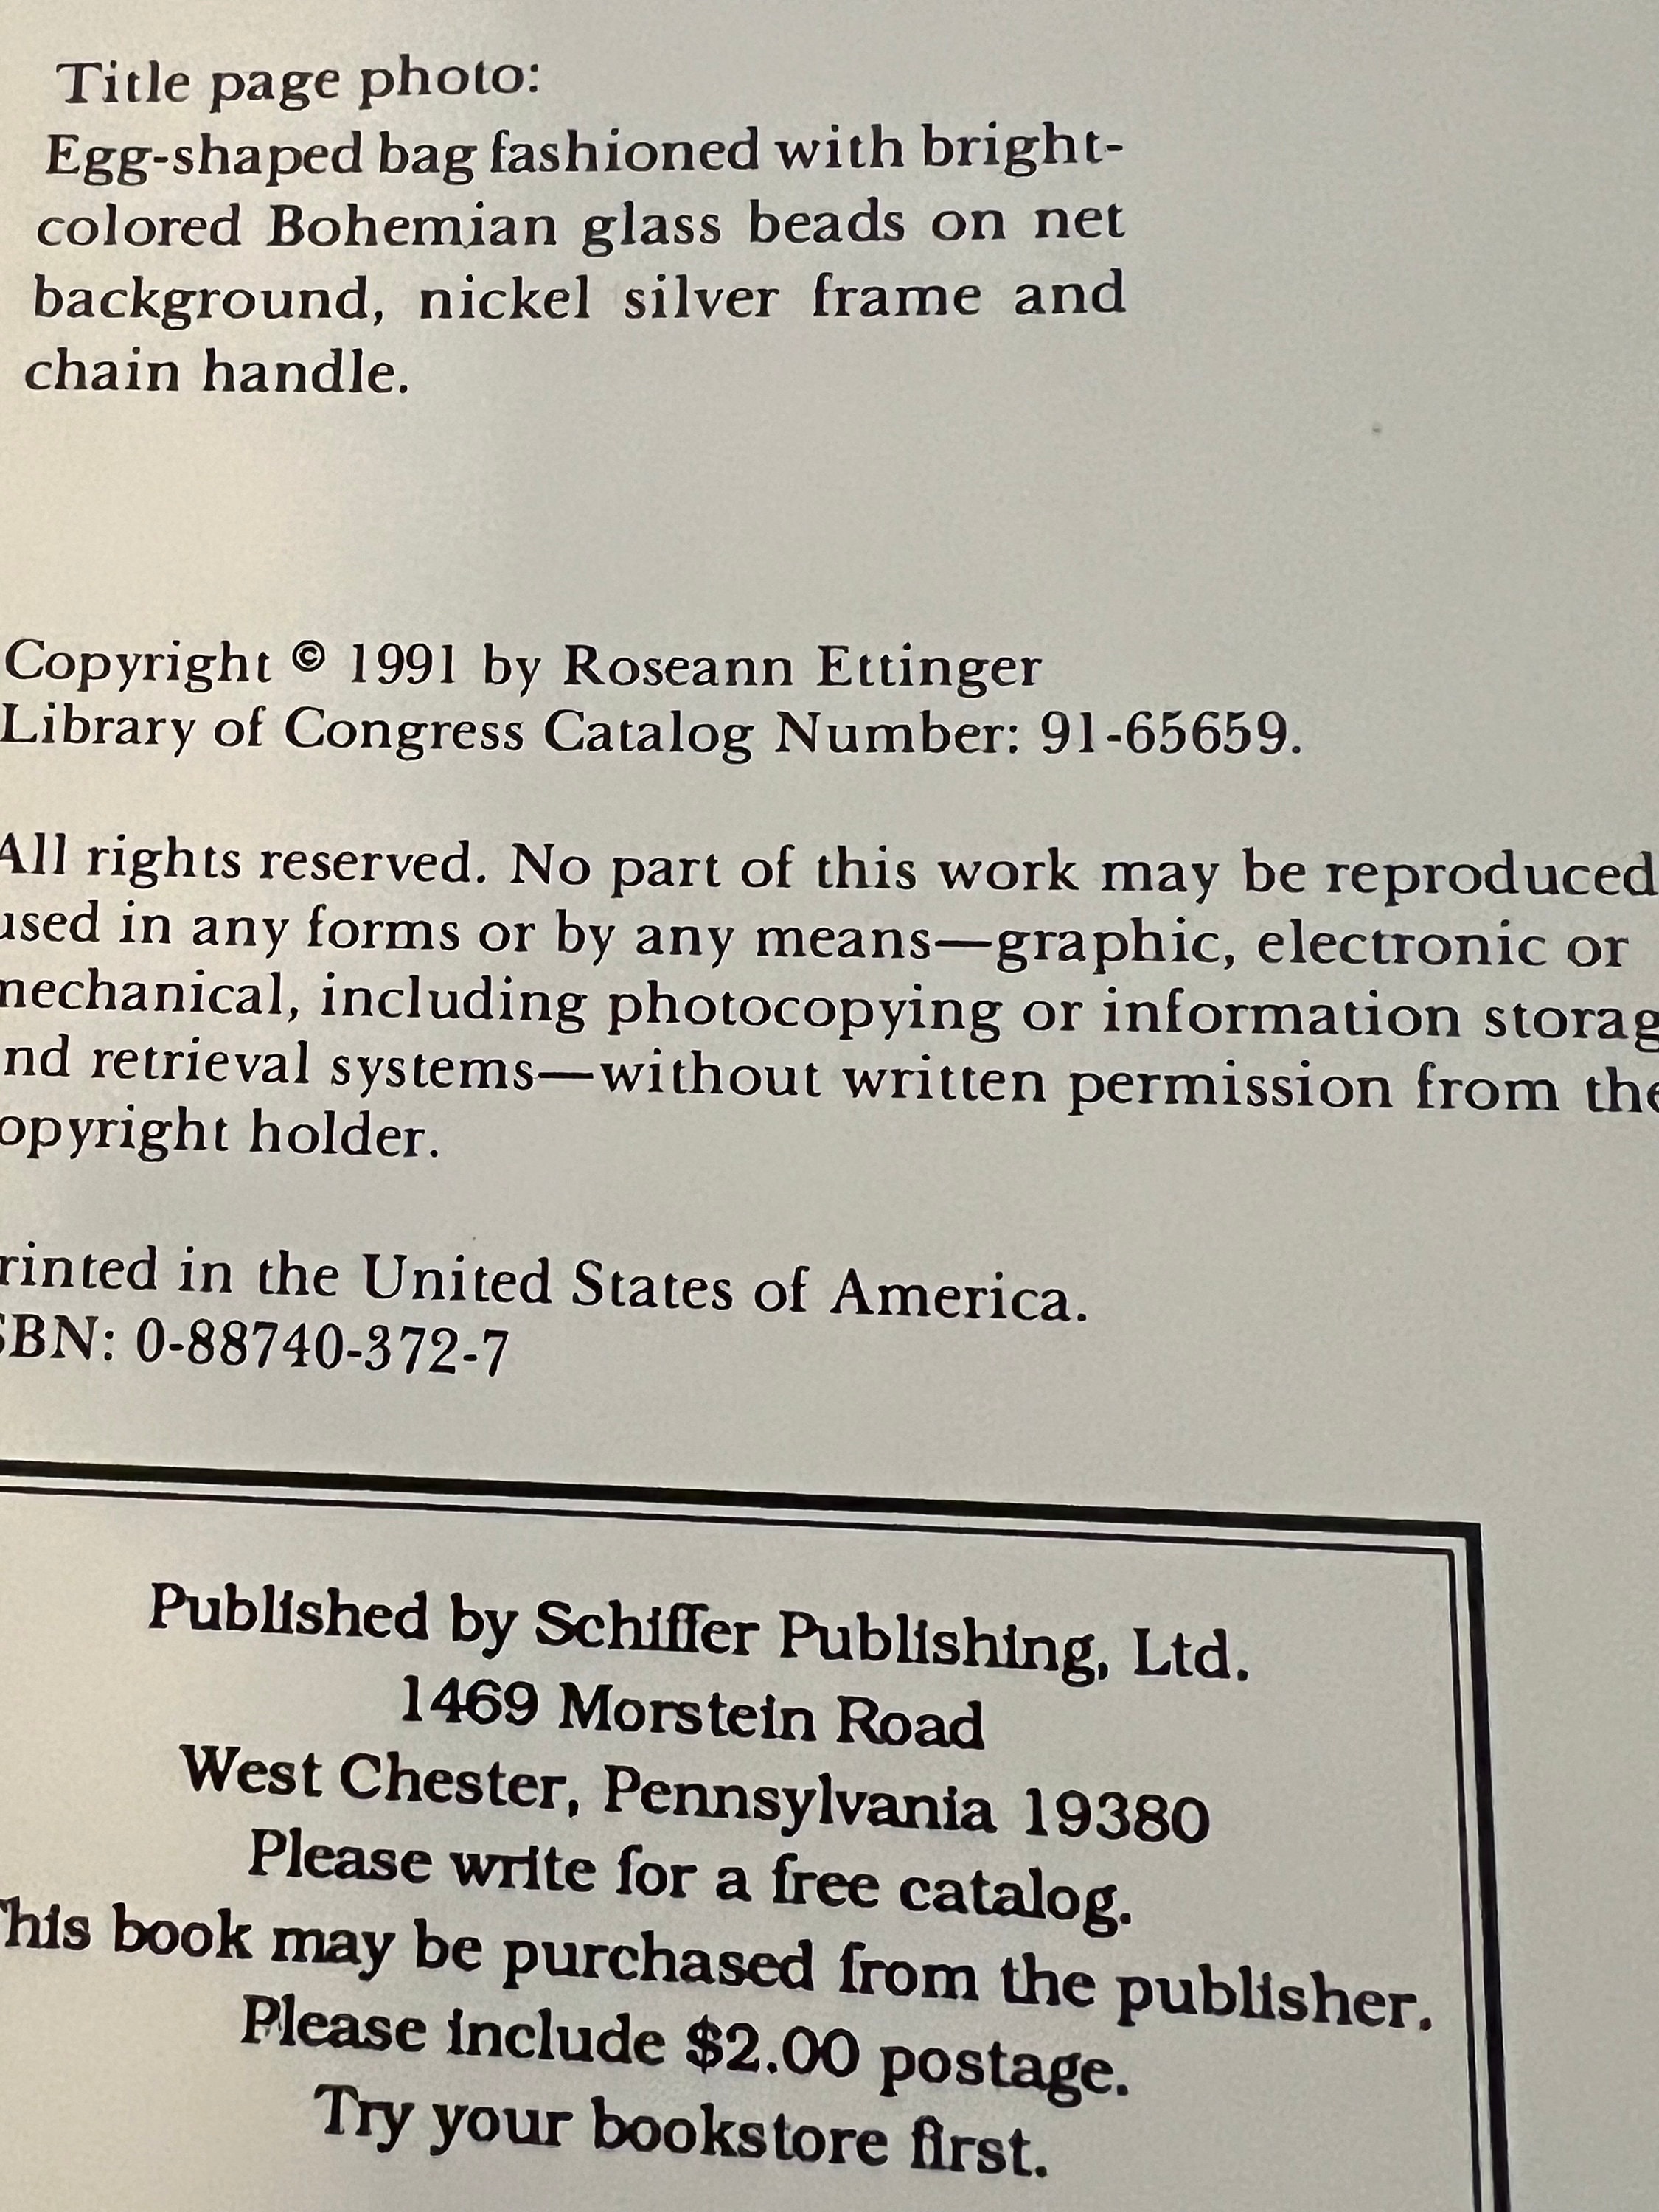 Title page photo:
Egg-shaped bag fashioned with bright-
colored Bohemian glass beads on net
background, nickel silver frame and
chain handle.
Copyright © 1991 by Roseann Ettinger
Library of Congress Catalog Number: 91-65659.
All rights reserved. No part of this work may be reproduced
used in any forms or by any means—graphic, electronic or
mechanical, including photocopying or information storag
nd retrieval systems—without written permission from the
opyright holder.
rinted in the United States of America.
SBN: 0-88740-372-7
Published by Schiffer Publishing, Ltd.
1469 Morstein Road
West Chester, Pennsylvania 19380
Please write for a free catalog.
This book may be purchased from the publisher.
Please include $2.00 postage.
Try your bookstore first.